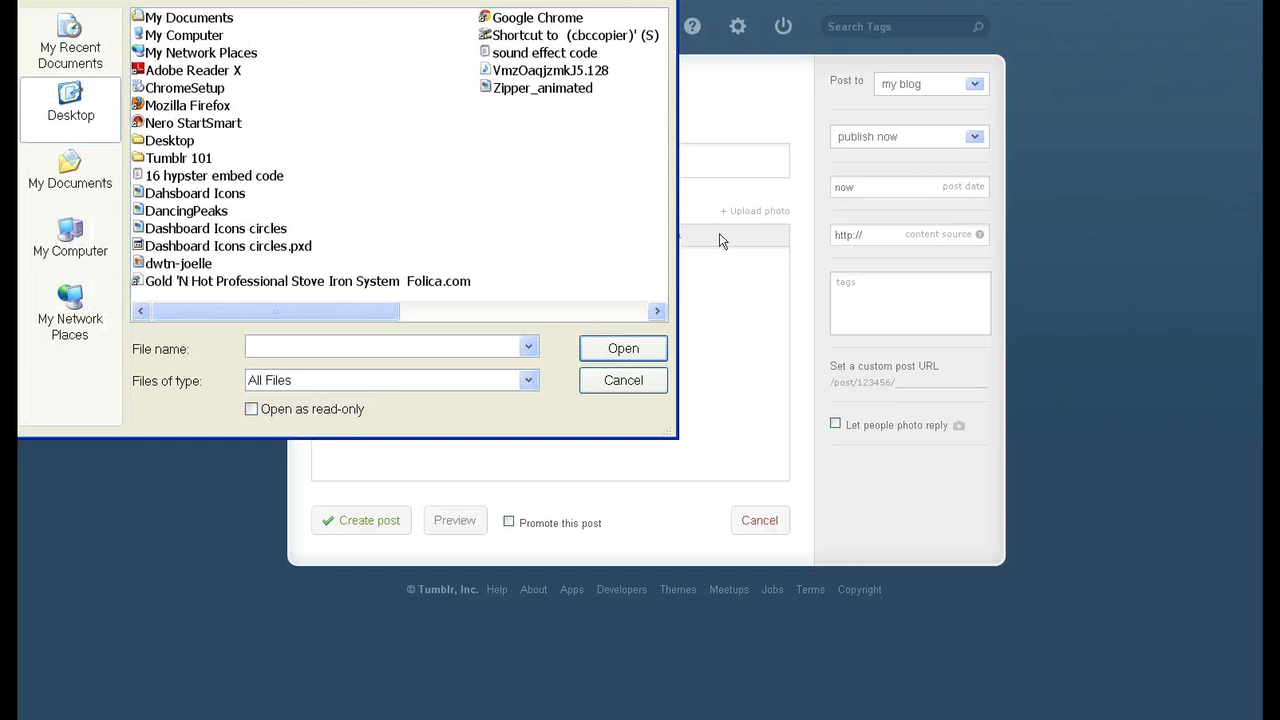 My Recent
Documents
Desktop
My Documents
My Computer
My Network
Places
My Documents
My Computer
My Network Places
Adobe Reader X
ChromeSetup
Mozilla Firefox
Nero StartSmart
Desktop
Tumblr 101
16 hypster embed code
Dahsboard Icons
DancingPeaks
Dashboard Icons circles
Dashboard Icons circles.pxd
dwtn-joelle
Gold 'N Hot Professional Stove Iron System Folica.com
Google Chrome
Shortcut to (cbccopier)' (S)
sound effect code
VmzOaqjzmkJ5.128
Zipper_animated
File name:
Open
Files of type:
All Files
Cancel
Open as read-only
?
Search Tags
+ Upload photo
Create post
Preview
Promote this post
Cancel
Post to
my blog
publish now
now
post date
http://
content source ?
tags
Set a custom post URL
/post/123456/
Let people photo reply
© Tumblr, Inc. Help About Apps Developers Themes Meetups Jobs Terms Copyright